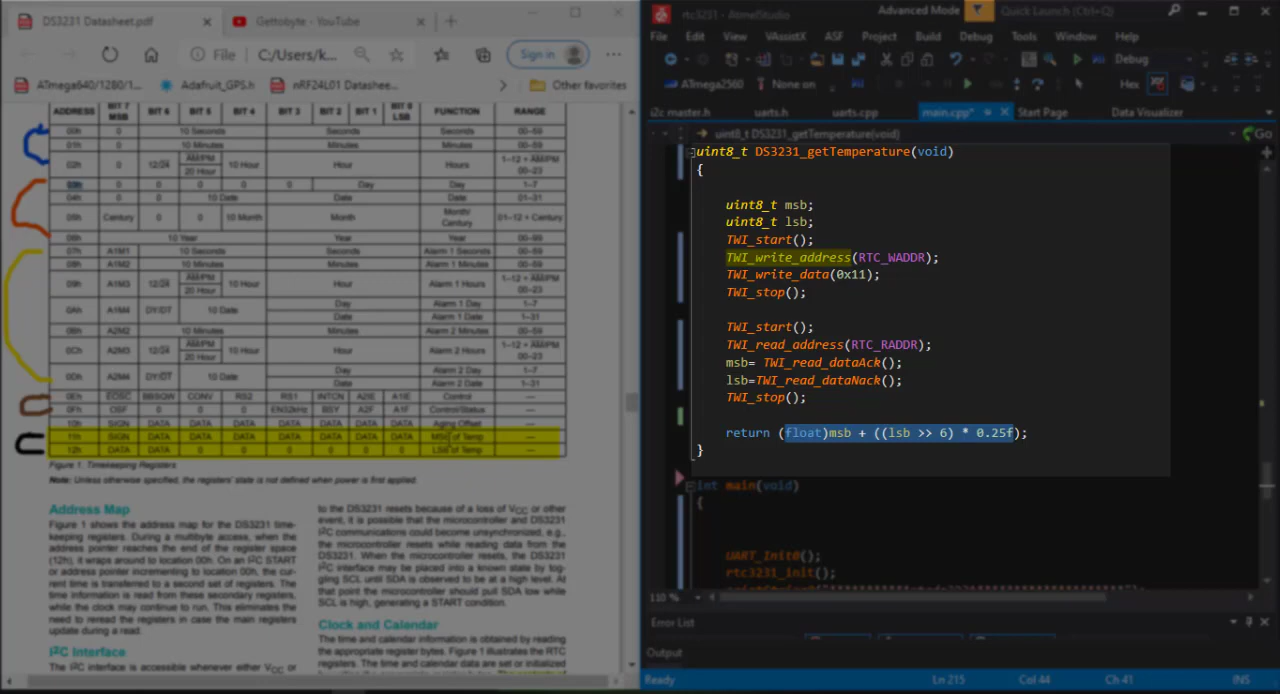 DS3231 Datasheet.pdf
Gettobyte - YouTube
File
C:/Users/k...
Sign in
ATmega640/1280/1...
Adafruit_GPS.h
nRF24L01 Datashee...
Other favorites
ADDRESS BIT 7 MSB BIT 6 BIT 5 BIT 4 BIT 3 BIT 2 BIT 1 BIT 0 LSB FUNCTION RANGE
00h 0 10 Seconds Seconds Seconds 00–59
01h 0 10 Minutes Minutes Minutes 00–59
02h 0 12/24 AM/PM 20 Hour 10 Hour Hour Hours 1–12 + AM/PM 00–23
03h 0 0 0 0 0 Day Day 1–7
04h 0 0 10 Date Date Date 01–31
05h Century 0 0 10 Month Month Month/Century 01–12 + Century
06h 10 Year Year Year 00–99
07h A1M1 10 Seconds Seconds Alarm 1 Seconds 00–59
08h A1M2 10 Minutes Minutes Alarm 1 Minutes 00–59
09h A1M3 12/24 AM/PM 20 Hour 10 Hour Hour Alarm 1 Hours 1–12 + AM/PM 00–23
0Ah A1M4 DY/DT 10 Date Day Alarm 1 Day 1–7
Date Alarm 1 Date 1–31
0Bh A2M2 10 Minutes Minutes Alarm 2 Minutes 00–59
0Ch A2M3 12/24 AM/PM 20 Hour 10 Hour Hour Alarm 2 Hours 1–12 + AM/PM 00–23
0Dh A2M4 DY/DT 10 Date Day Alarm 2 Day 1–7
Date Alarm 2 Date 1–31
0Eh EOSC BBSQW CONV RS2 RS1 INTCN A2IE A1IE Control —
0Fh OSF 0 0 0 EN32kHz BSY A2F A1F Control/Status —
10h SIGN DATA DATA DATA DATA DATA DATA DATA Aging Offset —
11h SIGN DATA DATA DATA DATA DATA DATA DATA MSB of Temp —
12h DATA DATA 0 0 0 0 0 0 LSB of Temp —
Figure 1. Timekeeping Registers
Note: Unless otherwise specified, the registers' state is not defined when power is first applied.
Address Map
Figure 1 shows the address map for the DS3231 time-
keeping registers. During a multibyte access, when the
address pointer reaches the end of the register space
(12h), it wraps around to location 00h. On an I²C START
or address pointer incrementing to location 00h, the cur-
rent time is transferred to a second set of registers. The
time information is read from these secondary registers,
while the clock may continue to run. This eliminates the
need to reread the registers in case the main registers
update during a read.
I²C Interface
The I²C interface is accessible whenever either VCC or
to the DS3231 resets because of a loss of VCC or other
event, it is possible that the microcontroller and DS3231
I²C communications could become unsynchronized, e.g.,
the microcontroller resets while reading data from the
DS3231. When the microcontroller resets, the DS3231
I²C interface may be placed into a known state by tog-
gling SCL until SDA is observed to be at a high level. At
that point the microcontroller should pull SDA low while
SCL is high, generating a START condition.
Clock and Calendar
The time and calendar information is obtained by reading
the appropriate register bytes. Figure 1 illustrates the RTC
registers. The time and calendar data are set or initialized
rtc3231 - AtmelStudio
Advanced Mode
Quick Launch (Ctrl+Q)
File Edit View VAssistX ASF Project Build Debug Tools Window Help
Debug
ATmega2560
None on
Hex
i2c master.h uarts.h uarts.cpp main.cpp* Start Page Data Visualizer
uint8_t DS3231_getTemperature(void)
Go
uint8_t DS3231_getTemperature(void)
{
uint8_t msb;
uint8_t lsb;
TWI_start();
TWI_write_address(RTC_WADDR);
TWI_write_data(0x11);
TWI_stop();
TWI_start();
TWI_read_address(RTC_RADDR);
msb= TWI_read_dataAck();
lsb=TWI_read_dataNack();
TWI_stop();
return (float)msb + ((lsb >> 6) * 0.25f);
}
int main(void)
{
UART_Init0();
rtc3231_init();
110 %
Error List
Output
Ready
Ln 215
Col 44
Ch 41
INS